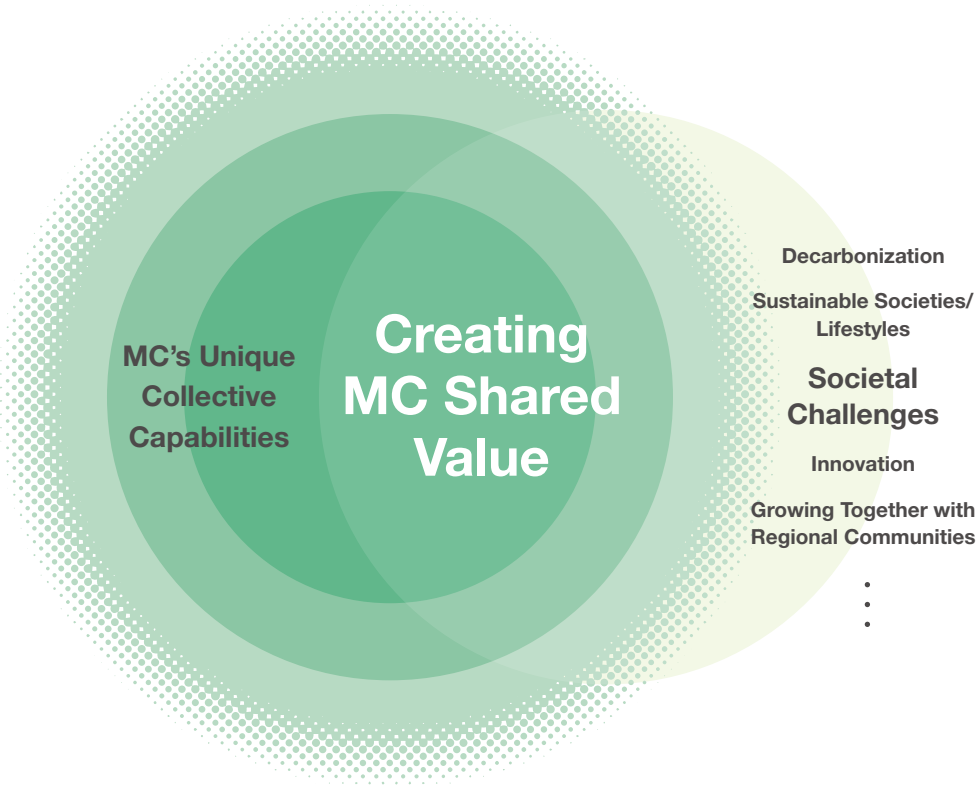 MC’s Unique
Collective
Capabilities
Creating
MC Shared
Value
Decarbonization
Sustainable Societies/
Lifestyles
Societal
Challenges
Innovation
Growing Together with
Regional Communities
•
•
•